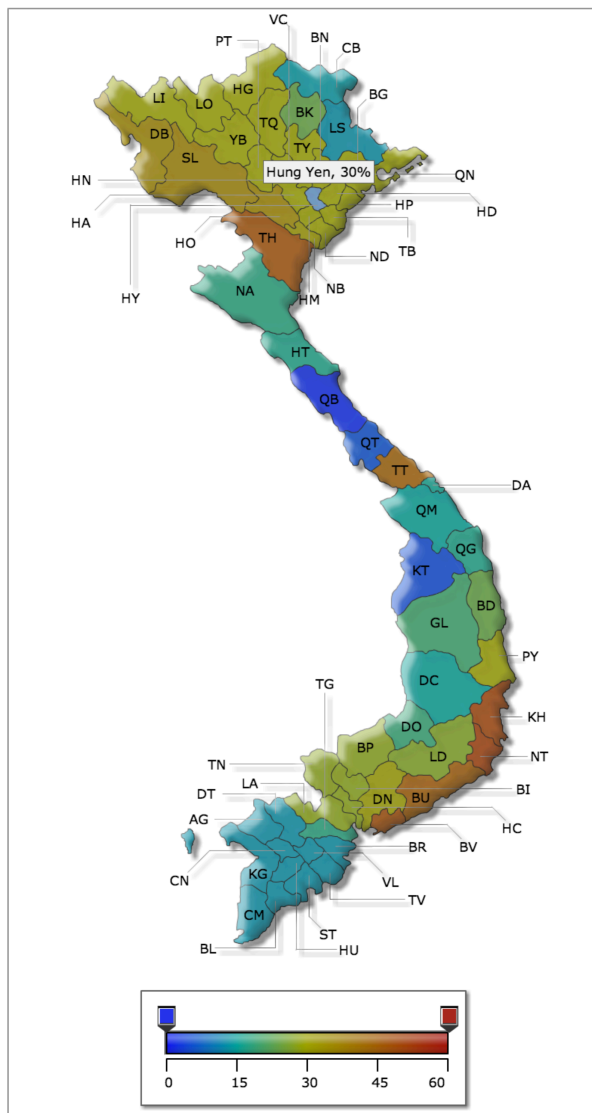 VC
PT
BN
CB
HG
BG
LI
LO
TQ
BK
LS
DB
YB
TY
SL
Hung Yen, 30%
HN
QN
HA
HP
HD
HO
TH
ND
TB
HY
HM
NB
NA
HT
QB
QT
TT
DA
QM
QG
KT
BD
GL
PY
DC
TG
KH
DO
BP
LD
NT
TN
LA
DT
DN
BU
BI
AG
HC
BR
BV
CN
KG
VL
TV
CM
ST
BL
HU
0 15 30 45 60